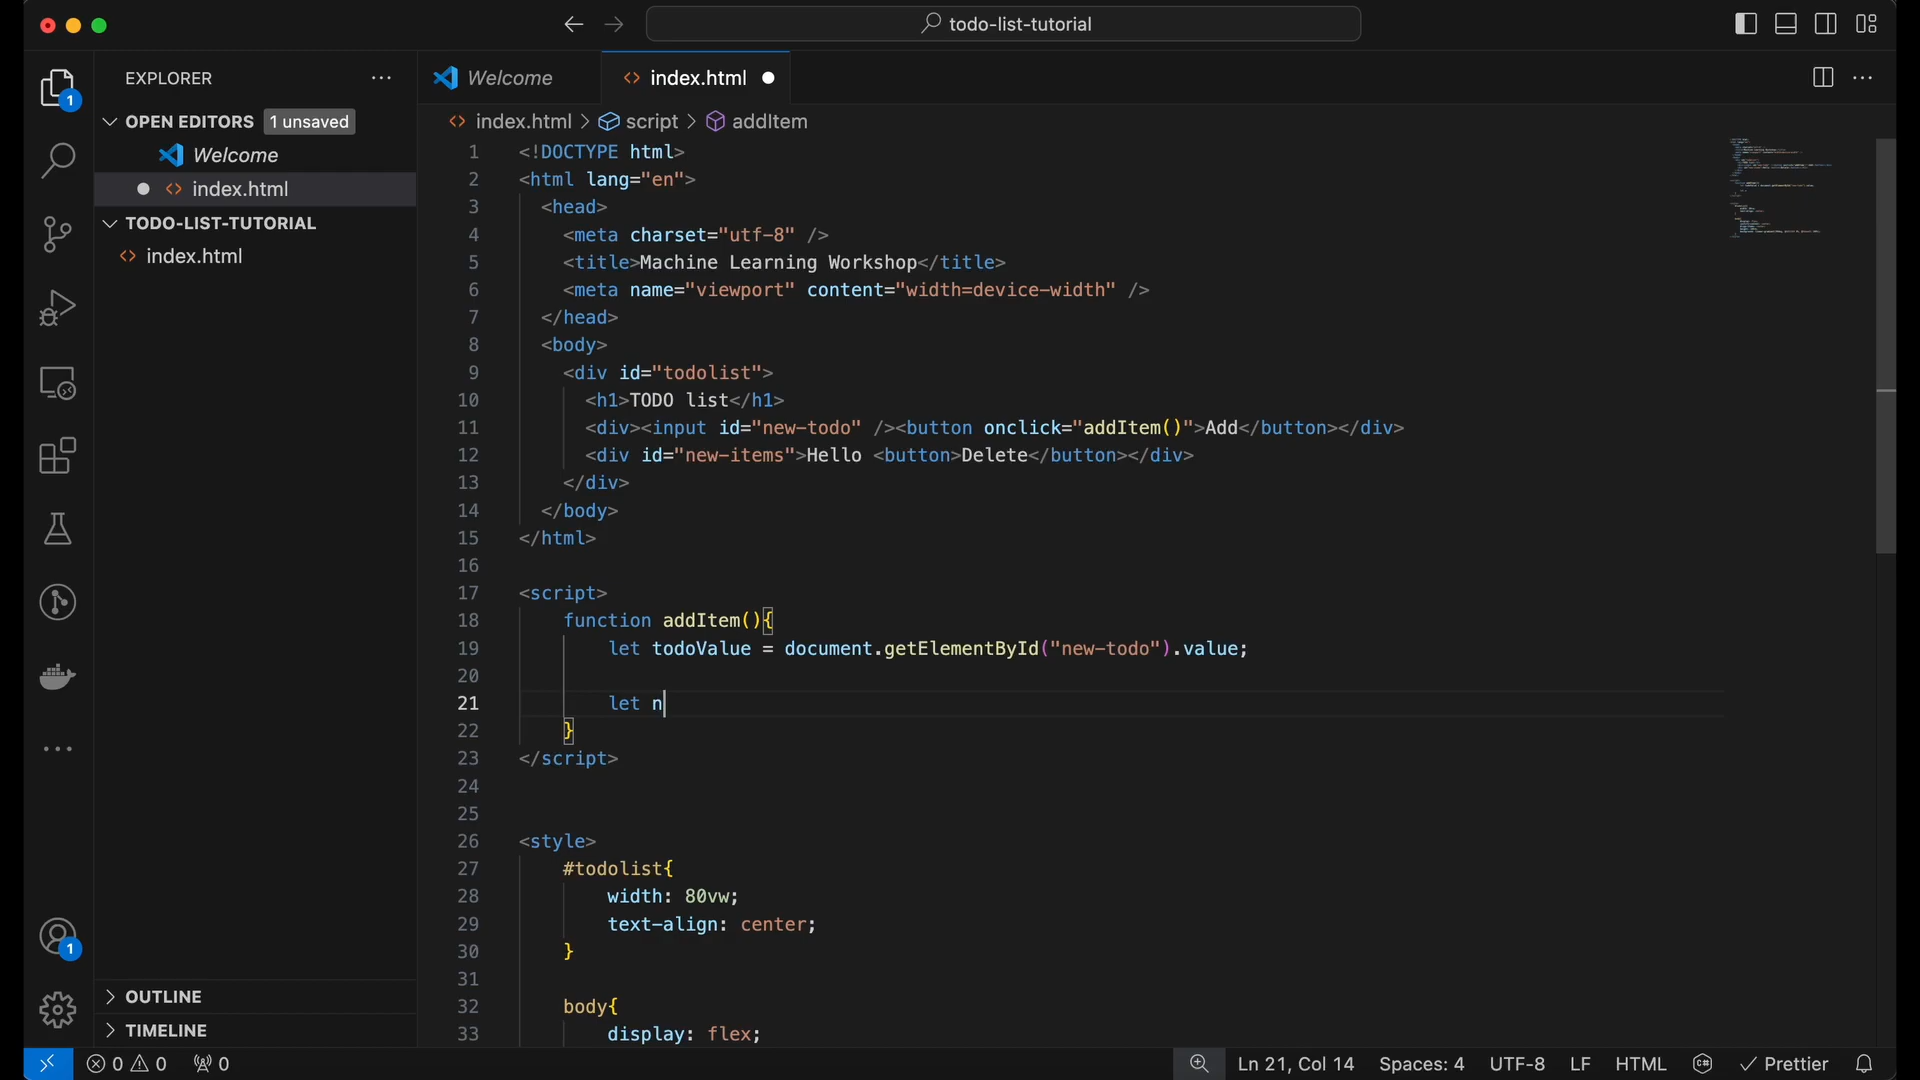 todo-list-tutorial
EXPLORER
Welcome
index.html
1
OPEN EDITORS 1 unsaved
Welcome
index.html
TODO-LIST-TUTORIAL
index.html
index.html > script > addItem
1 <!DOCTYPE html>
2 <html lang="en">
3 <head>
4 <meta charset="utf-8" />
5 <title>Machine Learning Workshop</title>
6 <meta name="viewport" content="width=device-width" />
7 </head>
8 <body>
9 <div id="todolist">
10 <h1>TODO list</h1>
11 <div><input id="new-todo" /><button onclick="addItem()">Add</button></div>
12 <div id="new-items">Hello <button>Delete</button></div>
13 </div>
14 </body>
15 </html>
16
17 <script>
18 function addItem(){
19 let todoValue = document.getElementById("new-todo").value;
20
21 let n
22 }
23 </script>
24
25
26 <style>
27 #todolist{
28 width: 80vw;
29 text-align: center;
30 }
31
32 body{
33 display: flex;
1
OUTLINE
TIMELINE
0 0 0
Ln 21, Col 14 Spaces: 4 UTF-8 LF HTML Prettier